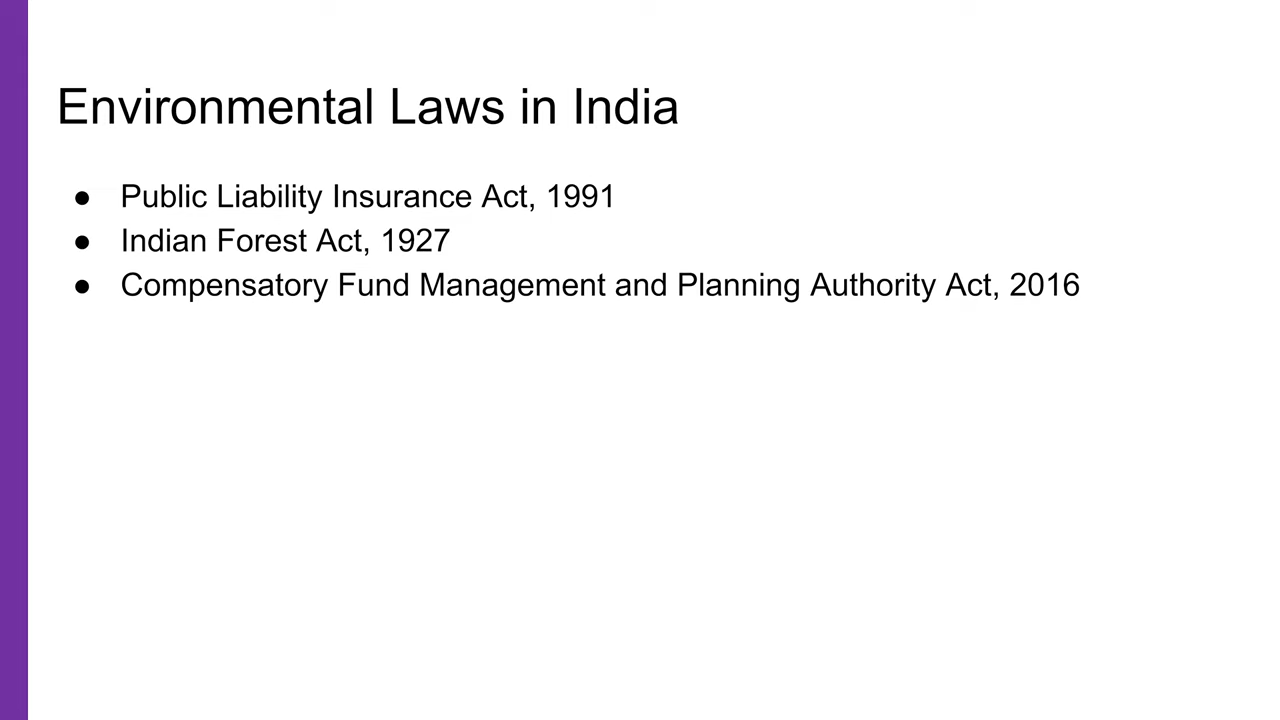 Environmental Laws in India
● Public Liability Insurance Act, 1991
● Indian Forest Act, 1927
● Compensatory Fund Management and Planning Authority Act, 2016